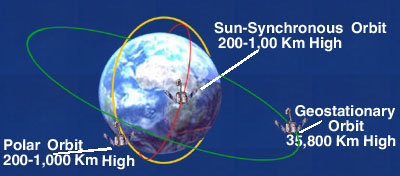 Sun-Synchronous Orbit
200-1,00 Km High
Geostationary
Orbit
35,800 Km High
Polar Orbit
200-1,000 Km High